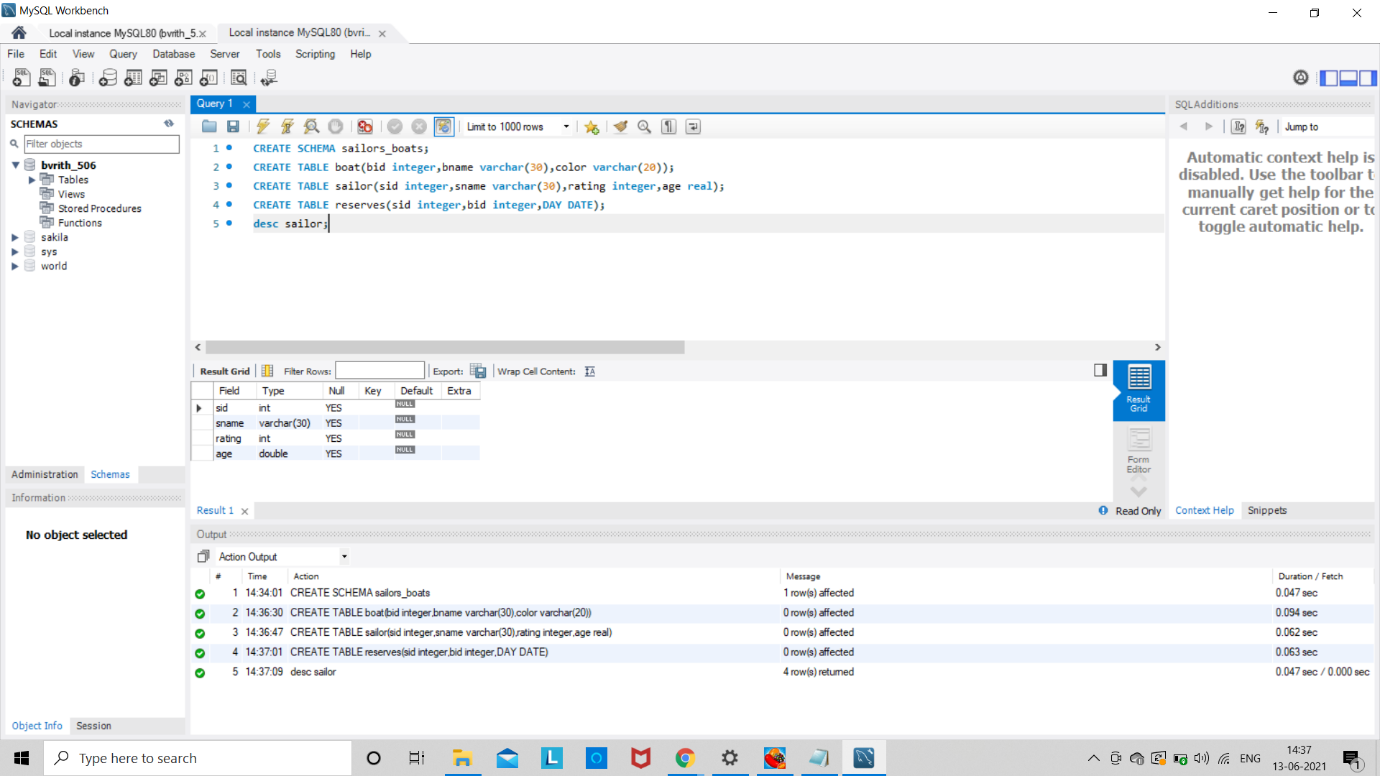 MySQL Workbench
Local instance MySQL80 (bvrith_5... x
Local instance MySQL80 (bvri... x
File Edit View Query Database Server Tools Scripting Help
Navigator
SCHEMAS
Filter objects
bvrith_506
Tables
Views
Stored Procedures
Functions
sakila
sys
world
Administration Schemas
Information
No object selected
Object Info Session
Query 1 x
Limit to 1000 rows
1 CREATE SCHEMA sailors_boats;
2 CREATE TABLE boat(bid integer,bname varchar(30),color varchar(20));
3 CREATE TABLE sailor(sid integer,sname varchar(30),rating integer,age real);
4 CREATE TABLE reserves(sid integer,bid integer,DAY DATE);
5 desc sailor;
Result Grid Filter Rows: Export: Wrap Cell Content:
Field Type Null Key Default Extra
sid int YES NULL
sname varchar(30) YES NULL
rating int YES NULL
age double YES NULL
Result Grid
Form Editor
Result 1 x
Read Only
SQLAdditions
Jump to
Automatic context help is
disabled. Use the toolbar t
manually get help for the
current caret position or to
toggle automatic help.
Context Help Snippets
Output
Action Output
# Time Action Message Duration / Fetch
1 14:34:01 CREATE SCHEMA sailors_boats 1 row(s) affected 0.047 sec
2 14:36:30 CREATE TABLE boat(bid integer,bname varchar(30),color varchar(20)) 0 row(s) affected 0.094 sec
3 14:36:47 CREATE TABLE sailor(sid integer,sname varchar(30),rating integer,age real) 0 row(s) affected 0.062 sec
4 14:37:01 CREATE TABLE reserves(sid integer,bid integer,DAY DATE) 0 row(s) affected 0.063 sec
5 14:37:09 desc sailor 4 row(s) returned 0.047 sec / 0.000 sec
Type here to search
L
ENG
14:37
13-06-2021
1